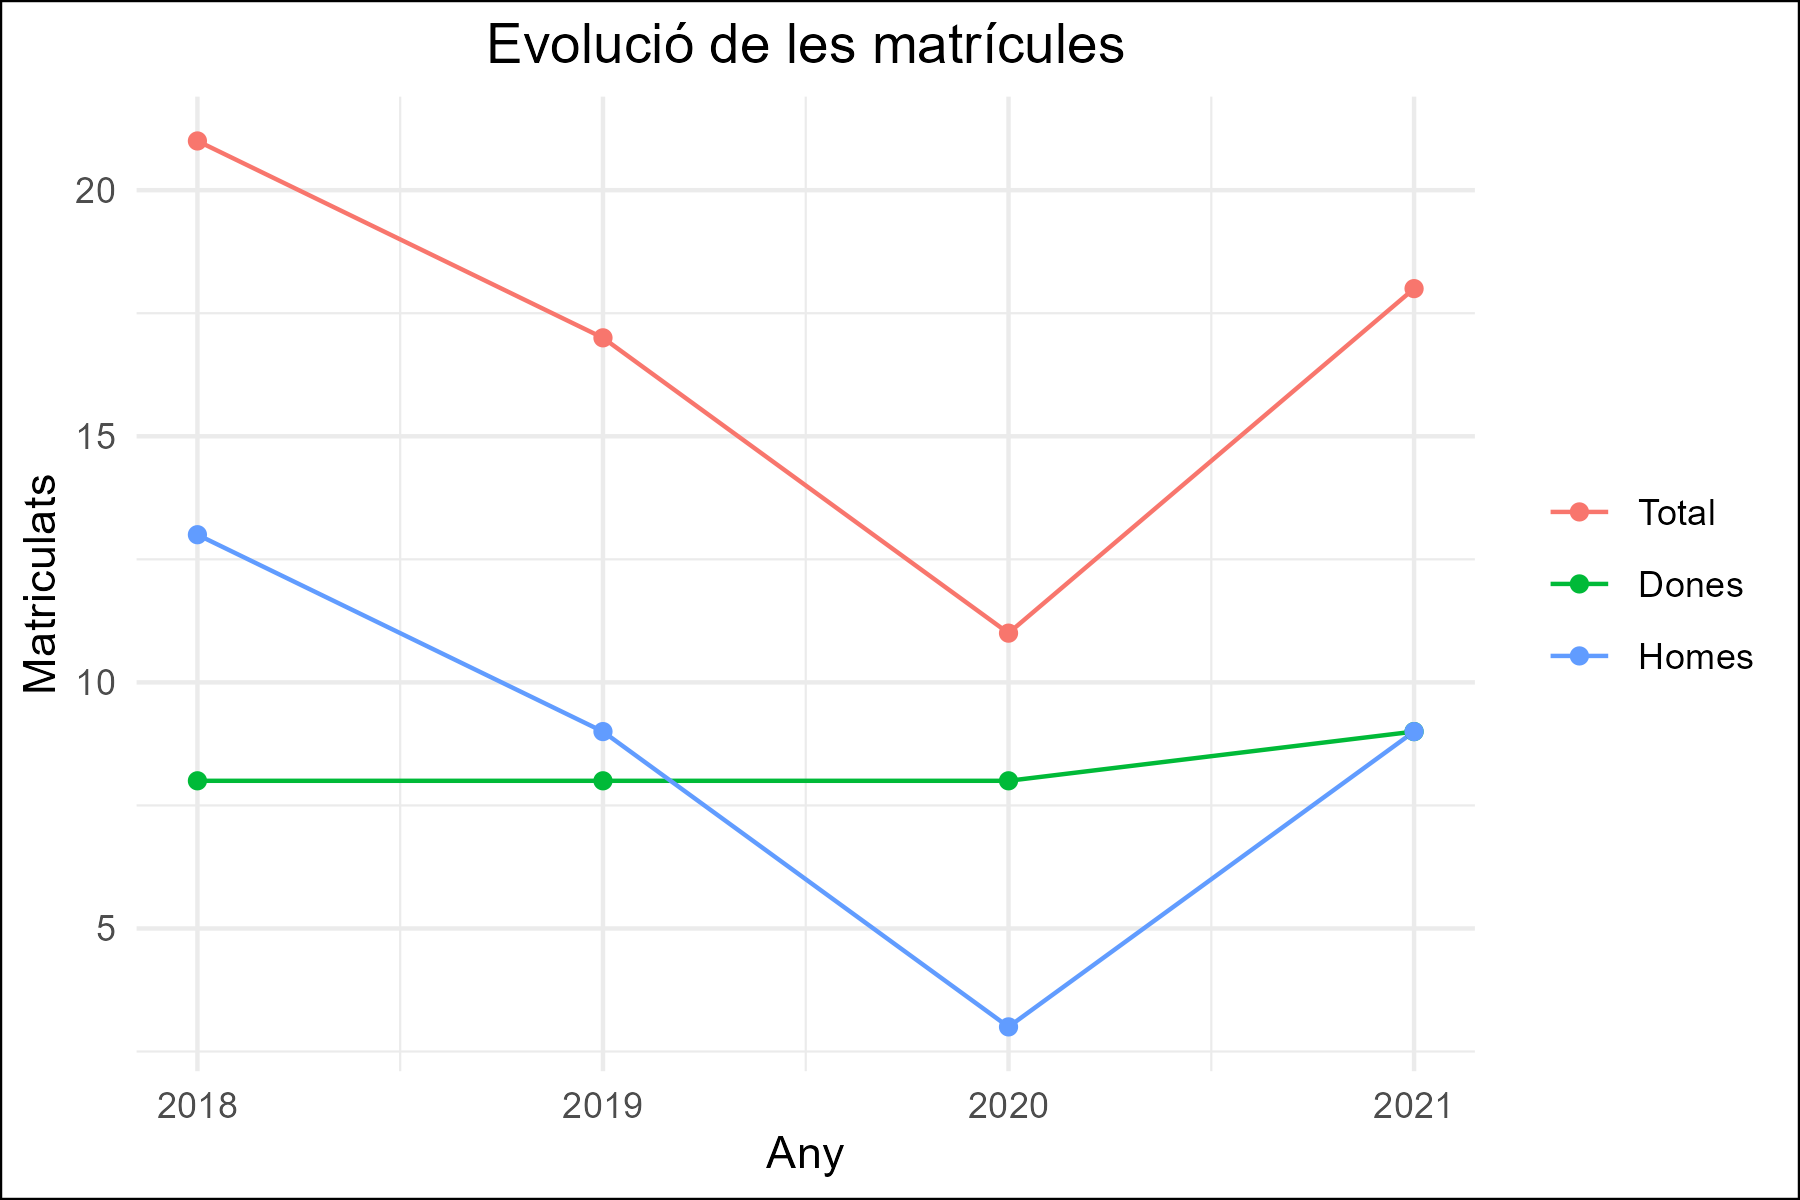 Evolució de les matrícules
Matriculats
20
15
10
5
2018
2019
2020
2021
Any
Total
Dones
Homes